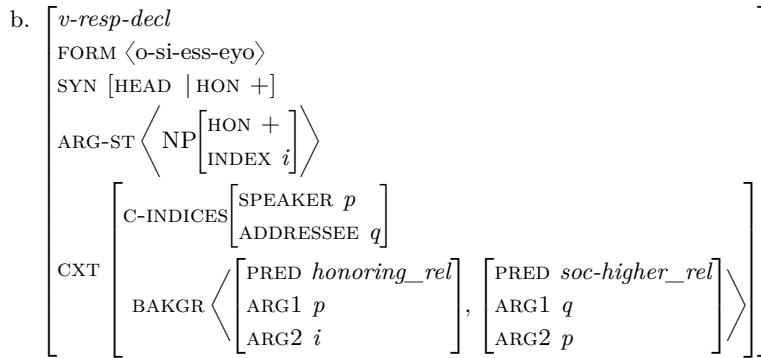 b. v-resp-decl
FORM ⟨o-si-ess-eyo⟩
SYN [HEAD | HON +]
ARG-ST ⟨ NP [HON +
INDEX i] ⟩
CXT
C-INDICES [SPEAKER p
ADDRESSEE q]
BAKGR ⟨ [PRED honoring_rel
ARG1 p
ARG2 i], [PRED soc-higher_rel
ARG1 q
ARG2 p] ⟩